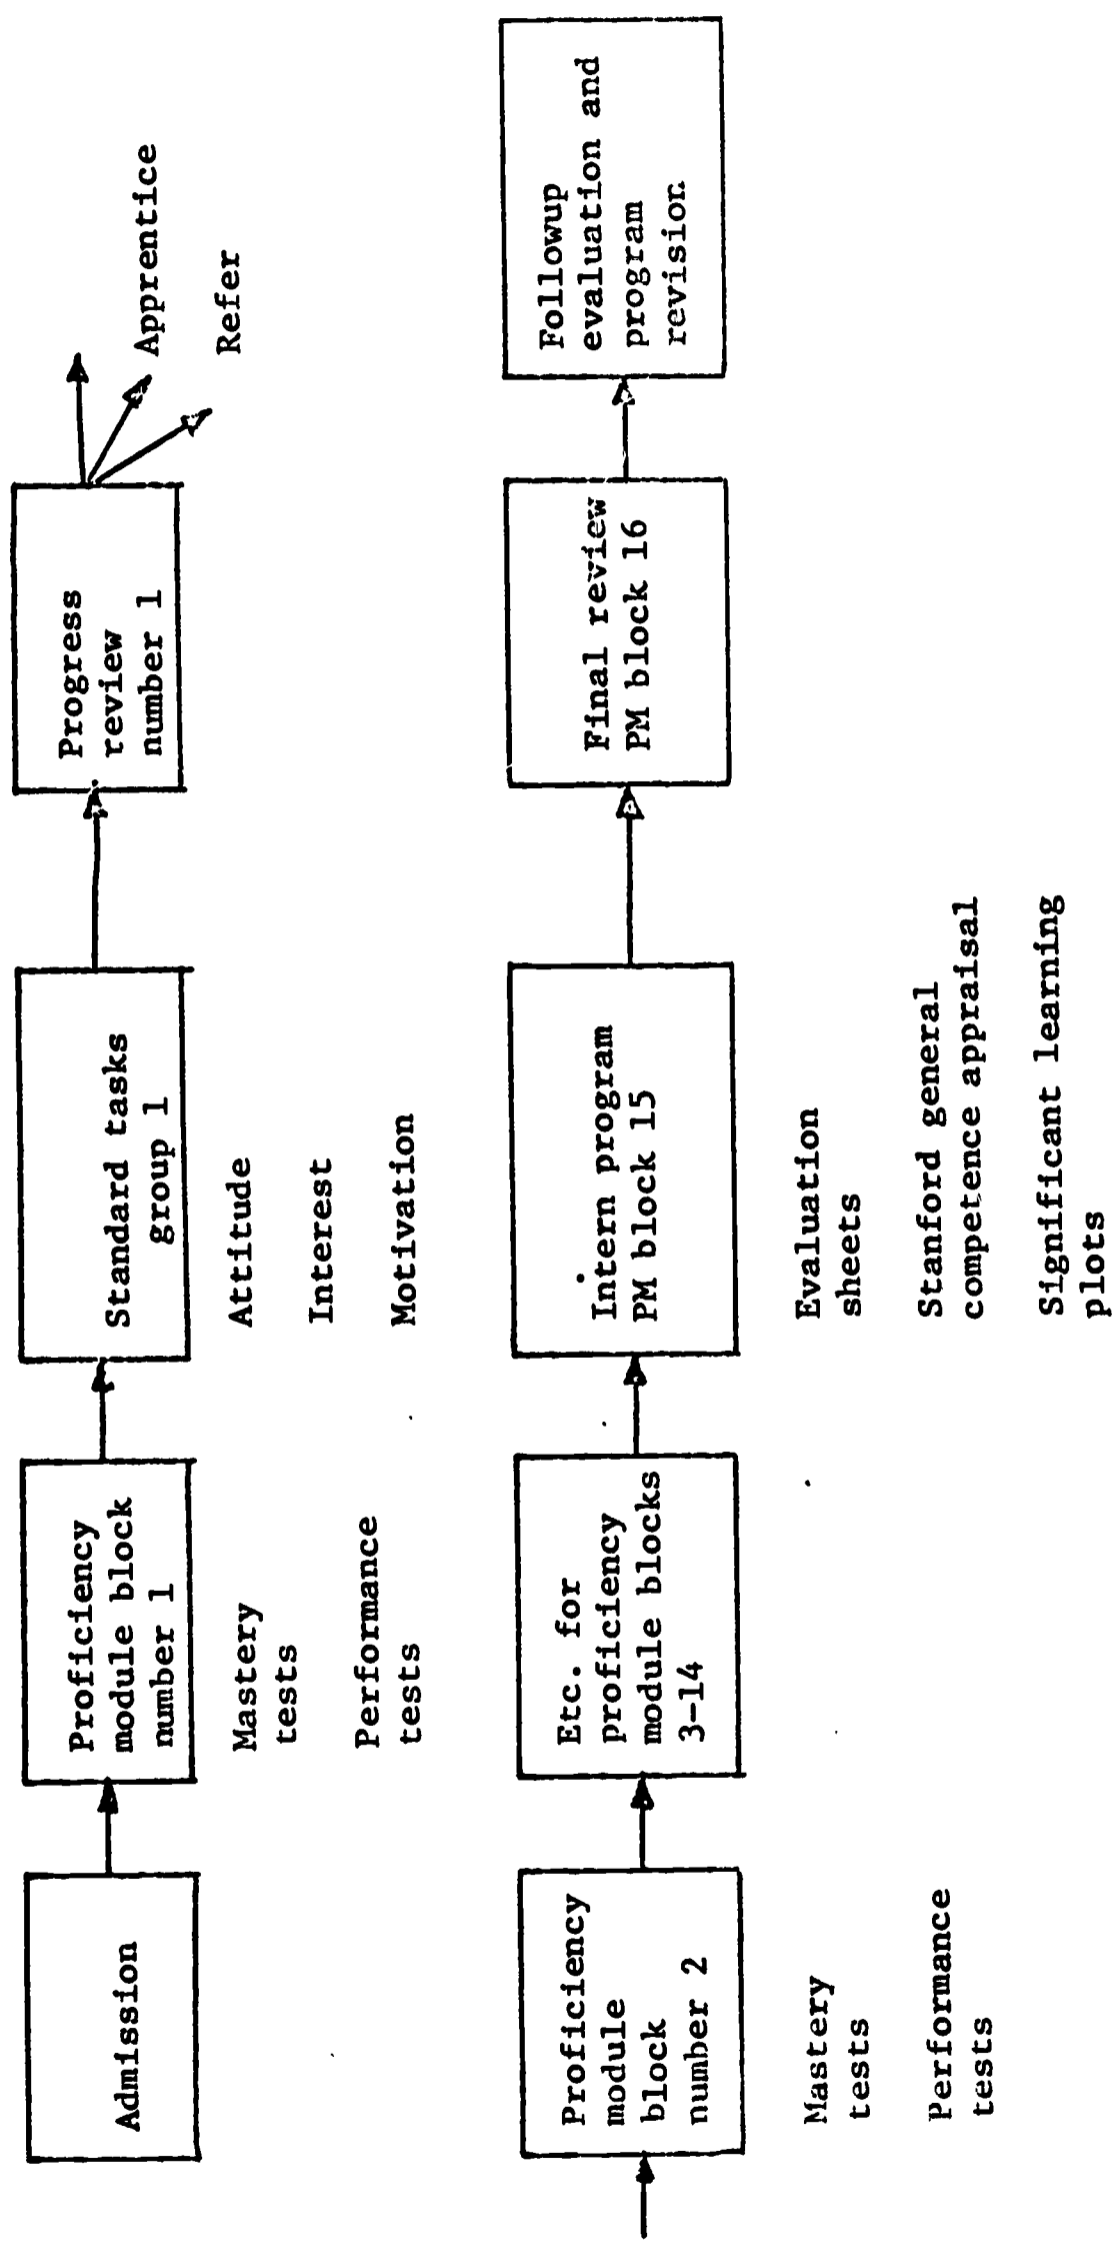 Admission
Proficiency
module block
number 1
Mastery
tests
Performance
tests
Standard tasks
group 1
Attitude
Interest
Motivation
Progress
review
number 1
Apprentice
Refer
Proficiency
module
block
number 2
Mastery
tests
Performance
tests
Etc. for
proficiency
module blocks
3-14
Intern program
PM block 15
Evaluation
sheets
Stanford general
competence appraisal
Significant learning
plots
Final review
PM block 16
Followup
evaluation and
program
revision